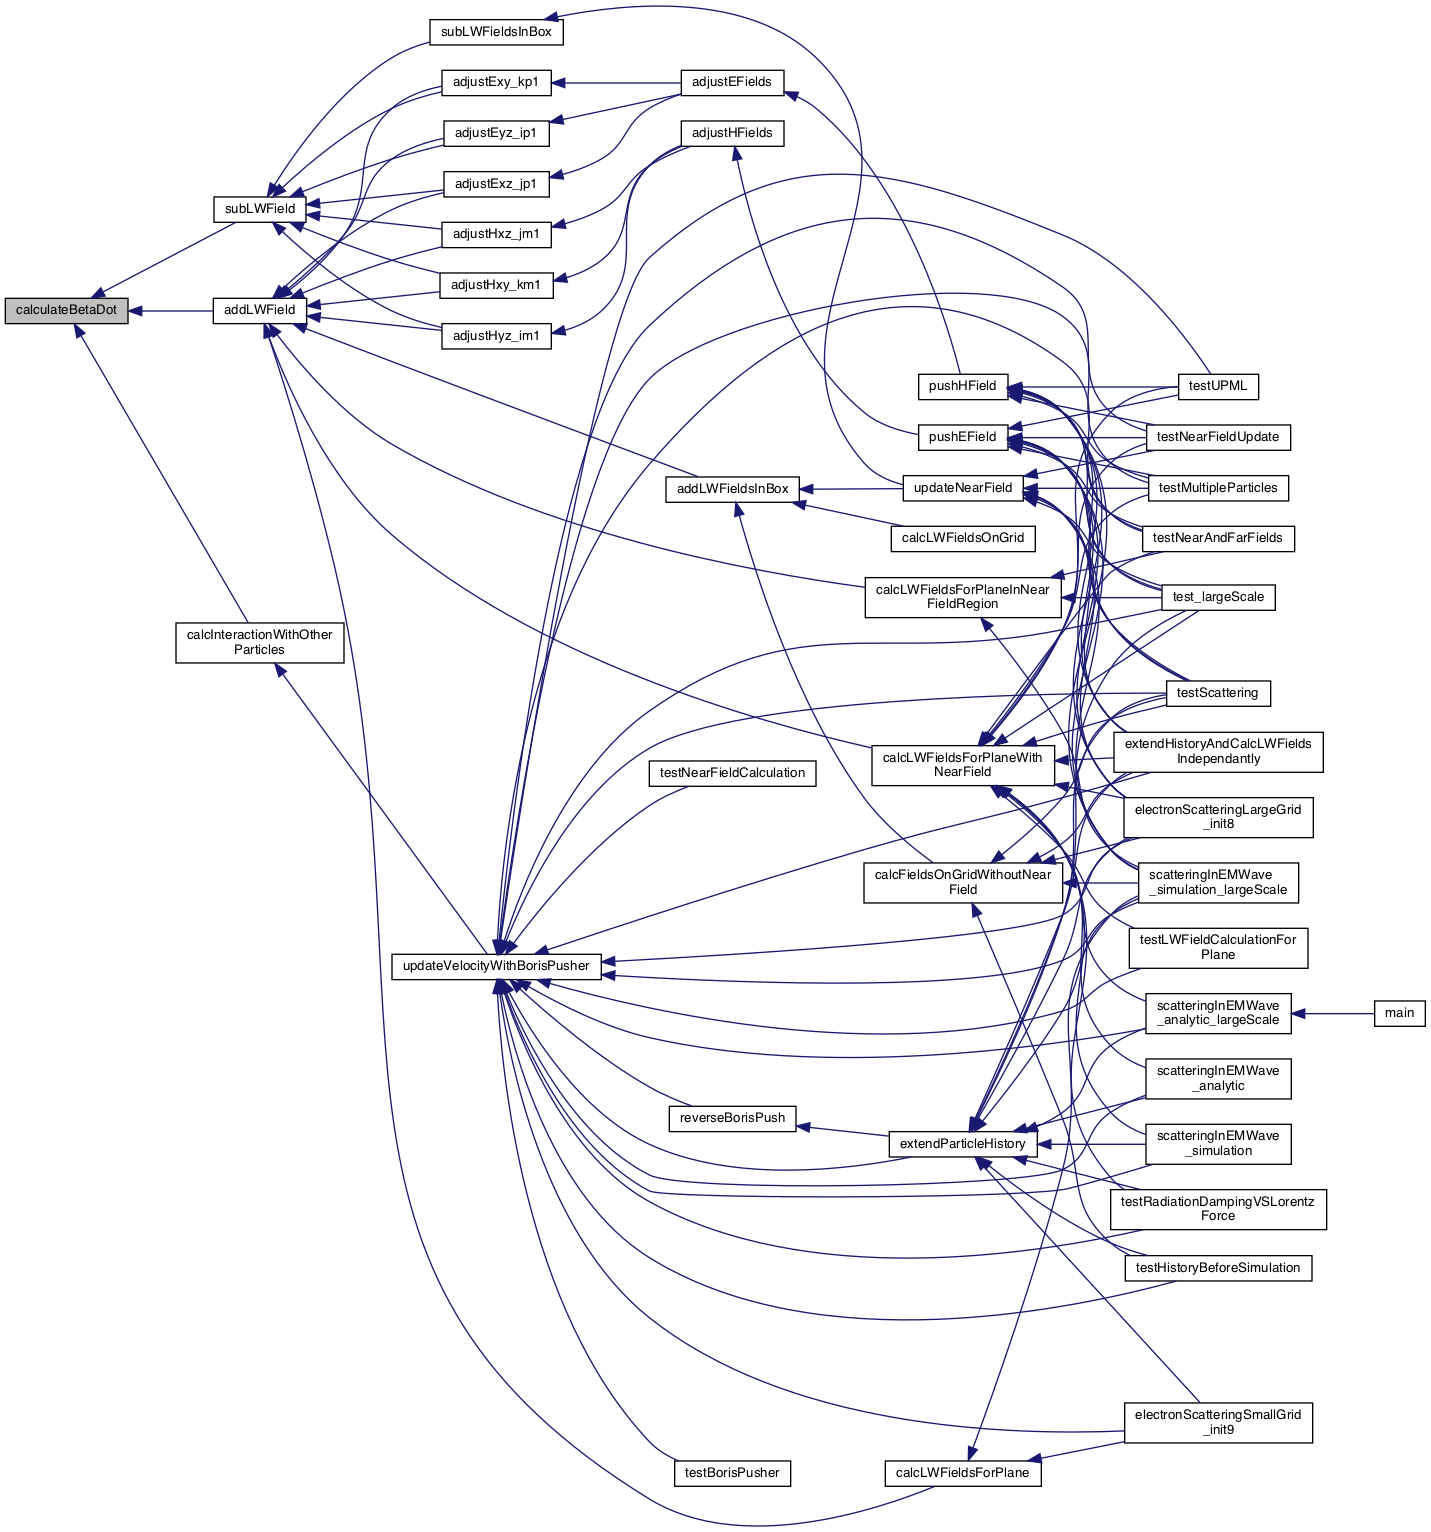 subLWFieldsInBox
adjustExy_kp1
adjustEFields
adjustEyz_ip1
adjustHFields
adjustExz_jp1
subLWField
adjustHxz_jm1
adjustHxy_km1
calculateBetaDot
addLWField
adjustHyz_im1
pushHField
testUPML
pushEField
testNearFieldUpdate
addLWFieldsInBox
updateNearField
testMultipleParticles
calcLWFieldsOnGrid
testNearAndFarFields
calcLWFieldsForPlaneInNear
FieldRegion
test_largeScale
calcInteractionWithOther
Particles
testScattering
extendHistoryAndCalcLWFields
Independantly
calcLWFieldsForPlaneWith
NearField
testNearFieldCalculation
electronScatteringLargeGrid
_init8
calcFieldsOnGridWithoutNear
Field
scatteringInEMWave
_simulation_largeScale
testLWFieldCalculationFor
Plane
updateVelocityWithBorisPusher
scatteringInEMWave
_analytic_largeScale
main
scatteringInEMWave
_analytic
reverseBorisPush
extendParticleHistory
scatteringInEMWave
_simulation
testRadiationDampingVSLorentz
Force
testHistoryBeforeSimulation
electronScatteringSmallGrid
_init9
testBorisPusher
calcLWFieldsForPlane